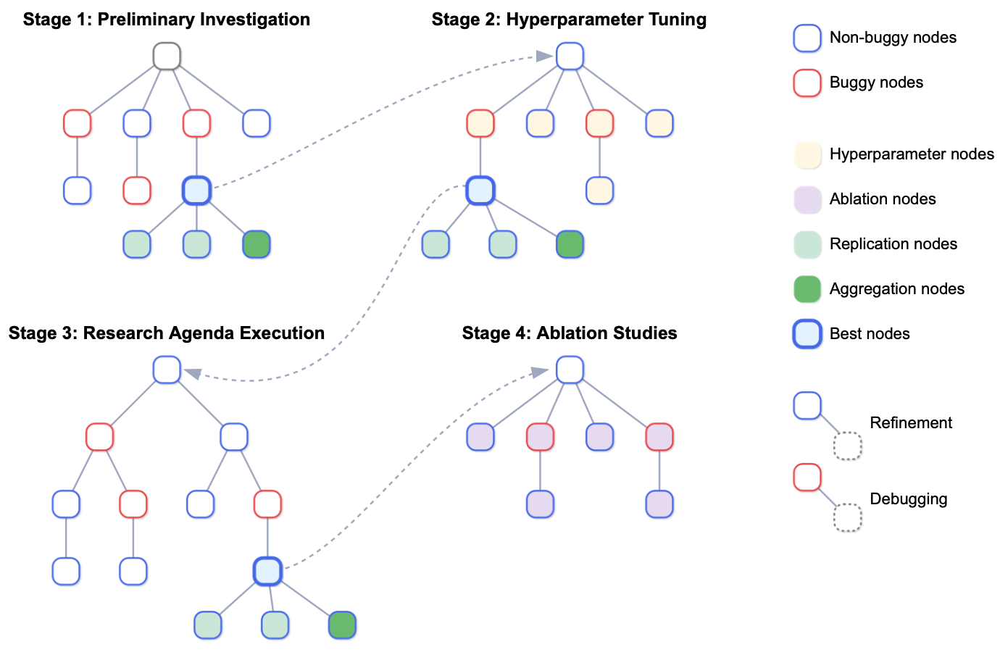 Stage 1: Preliminary Investigation
Stage 2: Hyperparameter Tuning
Stage 3: Research Agenda Execution
Stage 4: Ablation Studies
Non-buggy nodes
Buggy nodes
Hyperparameter nodes
Ablation nodes
Replication nodes
Aggregation nodes
Best nodes
Refinement
Debugging